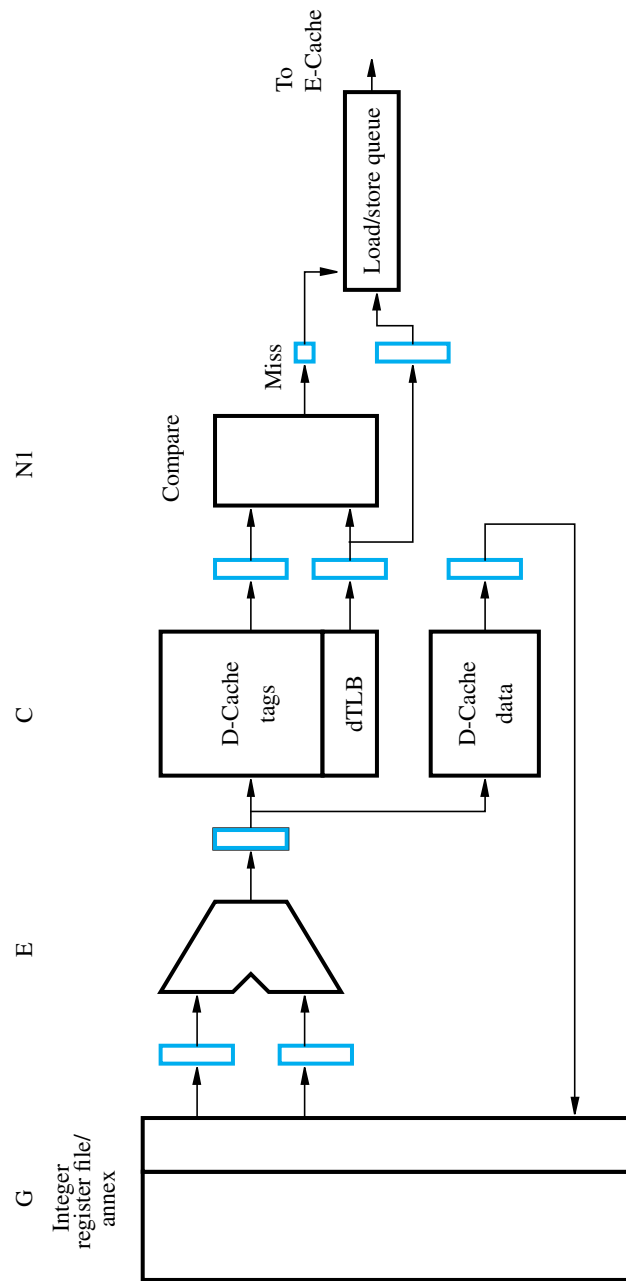 G
E
C
N1
Integer
register file/
annex
D-Cache
tags
dTLB
D-Cache
data
Compare
Miss
Load/store queue
To
E-Cache